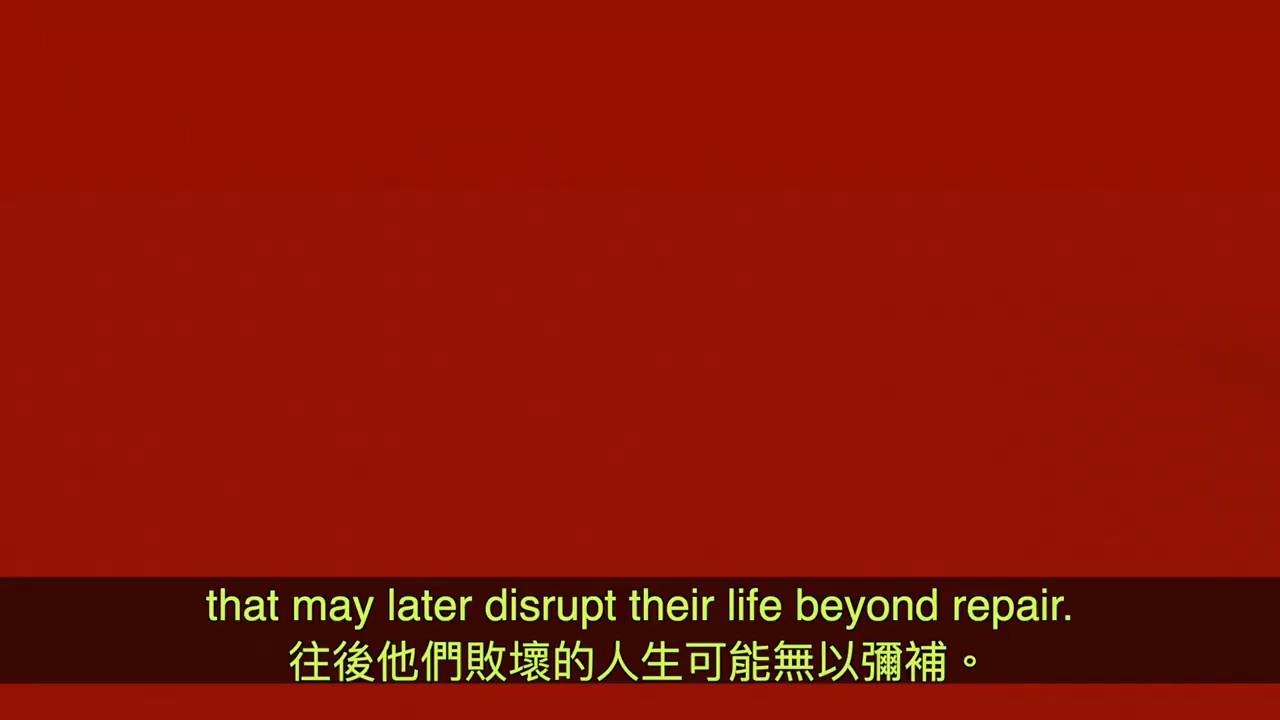 that may later disrupt their life beyond repair.
往後他們敗壞的人生可能無以彌補。